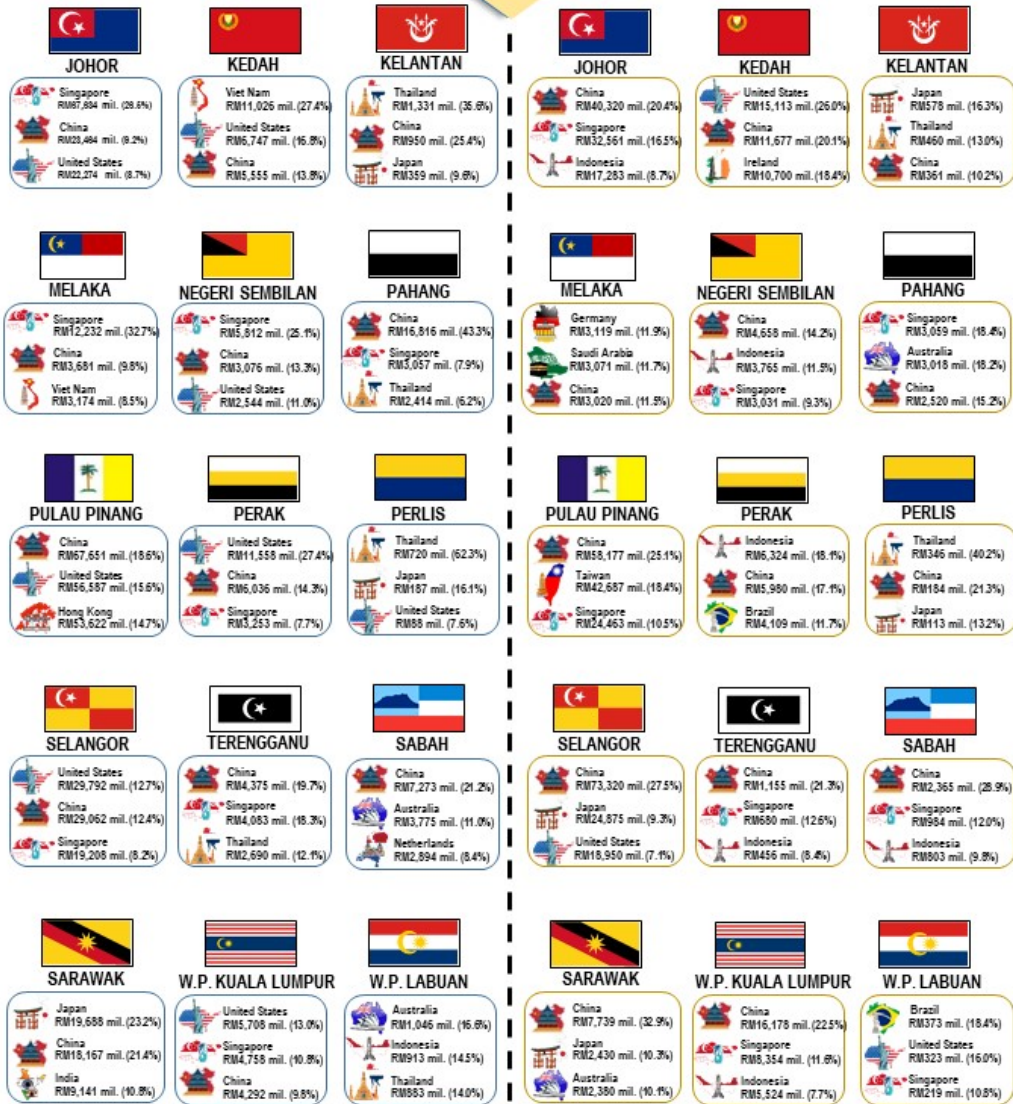 JOHOR
Singapore
RM67,694 mil. (26.6%)
China
RM23,464 mil. (9.2%)
United States
RM22,274 mil. (8.7%)
KEDAH
Viet Nam
RM11,026 mil. (27.4%)
United States
RM6,747 mil. (16.8%)
China
RM5,555 mil. (13.8%)
KELANTAN
Thailand
RM1,331 mil. (35.6%)
China
RM950 mil. (25.4%)
Japan
RM359 mil. (9.6%)
MELAKA
Singapore
RM12,232 mil. (32.7%)
China
RM3,681 mil. (9.8%)
Viet Nam
RM3,174 mil. (8.5%)
NEGERI SEMBILAN
Singapore
RM5,812 mil. (25.1%)
China
RM3,076 mil. (13.3%)
United States
RM2,544 mil. (11.0%)
PAHANG
China
RM16,816 mil. (43.3%)
Singapore
RM3,057 mil. (7.9%)
Thailand
RM2,414 mil. (6.2%)
PULAU PINANG
China
RM67,651 mil. (18.6%)
United States
RM56,587 mil. (15.6%)
Hong Kong
RM53,622 mil. (14.7%)
PERAK
United States
RM11,558 mil. (27.4%)
China
RM6,036 mil. (14.3%)
Singapore
RM3,253 mil. (7.7%)
PERLIS
Thailand
RM720 mil. (62.3%)
Japan
RM187 mil. (16.1%)
United States
RM88 mil. (7.6%)
SELANGOR
United States
RM29,792 mil. (12.7%)
China
RM29,062 mil. (12.4%)
Singapore
RM19,208 mil. (8.2%)
TERENGGANU
China
RM4,375 mil. (19.7%)
Singapore
RM4,083 mil. (18.3%)
Thailand
RM2,690 mil. (12.1%)
SABAH
China
RM7,273 mil. (21.2%)
Australia
RM3,775 mil. (11.0%)
Netherlands
RM2,894 mil. (8.4%)
SARAWAK
Japan
RM19,688 mil. (23.2%)
China
RM18,167 mil. (21.4%)
India
RM9,141 mil. (10.8%)
W.P. KUALA LUMPUR
United States
RM5,708 mil. (13.0%)
Singapore
RM4,758 mil. (10.8%)
China
RM4,292 mil. (9.8%)
W.P. LABUAN
Australia
RM1,046 mil. (16.6%)
Indonesia
RM913 mil. (14.5%)
Thailand
RM883 mil. (14.0%)
JOHOR
China
RM40,320 mil. (20.4%)
Singapore
RM32,561 mil. (16.5%)
Indonesia
RM17,283 mil. (8.7%)
KEDAH
United States
RM15,113 mil. (26.0%)
China
RM11,677 mil. (20.1%)
Ireland
RM10,700 mil. (18.4%)
KELANTAN
Japan
RM578 mil. (16.3%)
Thailand
RM460 mil. (13.0%)
China
RM361 mil. (10.2%)
MELAKA
Germany
RM3,119 mil. (11.9%)
Saudi Arabia
RM3,071 mil. (11.7%)
China
RM3,020 mil. (11.5%)
NEGERI SEMBILAN
China
RM4,658 mil. (14.2%)
Indonesia
RM3,765 mil. (11.5%)
Singapore
RM3,031 mil. (9.3%)
PAHANG
Singapore
RM3,059 mil. (18.4%)
Australia
RM3,018 mil. (18.2%)
China
RM2,520 mil. (15.2%)
PULAU PINANG
China
RM58,177 mil. (25.1%)
Taiwan
RM42,687 mil. (18.4%)
Singapore
RM24,463 mil. (10.5%)
PERAK
Indonesia
RM6,324 mil. (18.1%)
China
RM5,980 mil. (17.1%)
Brazil
RM4,109 mil. (11.7%)
PERLIS
Thailand
RM346 mil. (40.2%)
China
RM184 mil. (21.3%)
Japan
RM113 mil. (13.2%)
SELANGOR
China
RM73,320 mil. (27.5%)
Japan
RM24,875 mil. (9.3%)
United States
RM18,950 mil. (7.1%)
TERENGGANU
China
RM1,155 mil. (21.3%)
Singapore
RM680 mil. (12.6%)
Indonesia
RM456 mil. (8.4%)
SABAH
China
RM2,365 mil. (28.9%)
Singapore
RM984 mil. (12.0%)
Indonesia
RM803 mil. (9.8%)
SARAWAK
China
RM7,739 mil. (32.9%)
Japan
RM2,430 mil. (10.3%)
Australia
RM2,380 mil. (10.1%)
W.P. KUALA LUMPUR
China
RM16,178 mil. (22.5%)
Singapore
RM8,354 mil. (11.6%)
Indonesia
RM5,524 mil. (7.7%)
W.P. LABUAN
Brazil
RM373 mil. (18.4%)
United States
RM323 mil. (16.0%)
Singapore
RM219 mil. (10.8%)